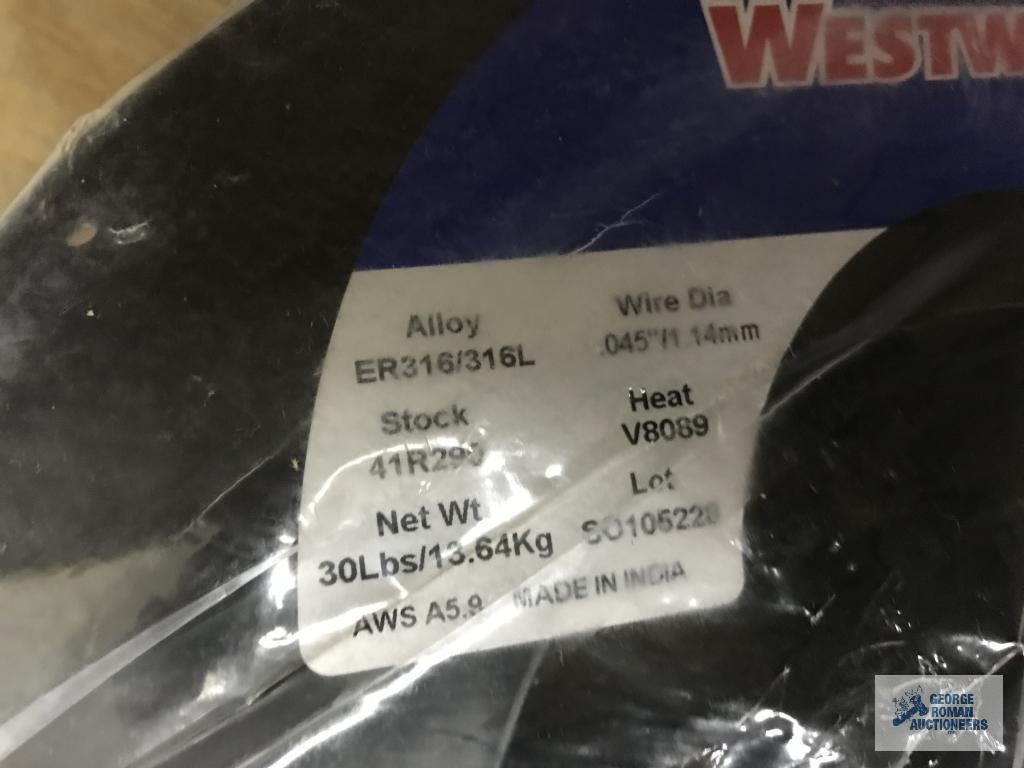 WESTW
Alloy
ER316/316L
Wire Dia
.045"/1.14mm
Stock
Heat
V8089
Net Wt
30Lbs/13.64Kg
Lot
AWS A5.9 MADE IN INDIA
GEORGE
ROMAN
AUCTIONEERS